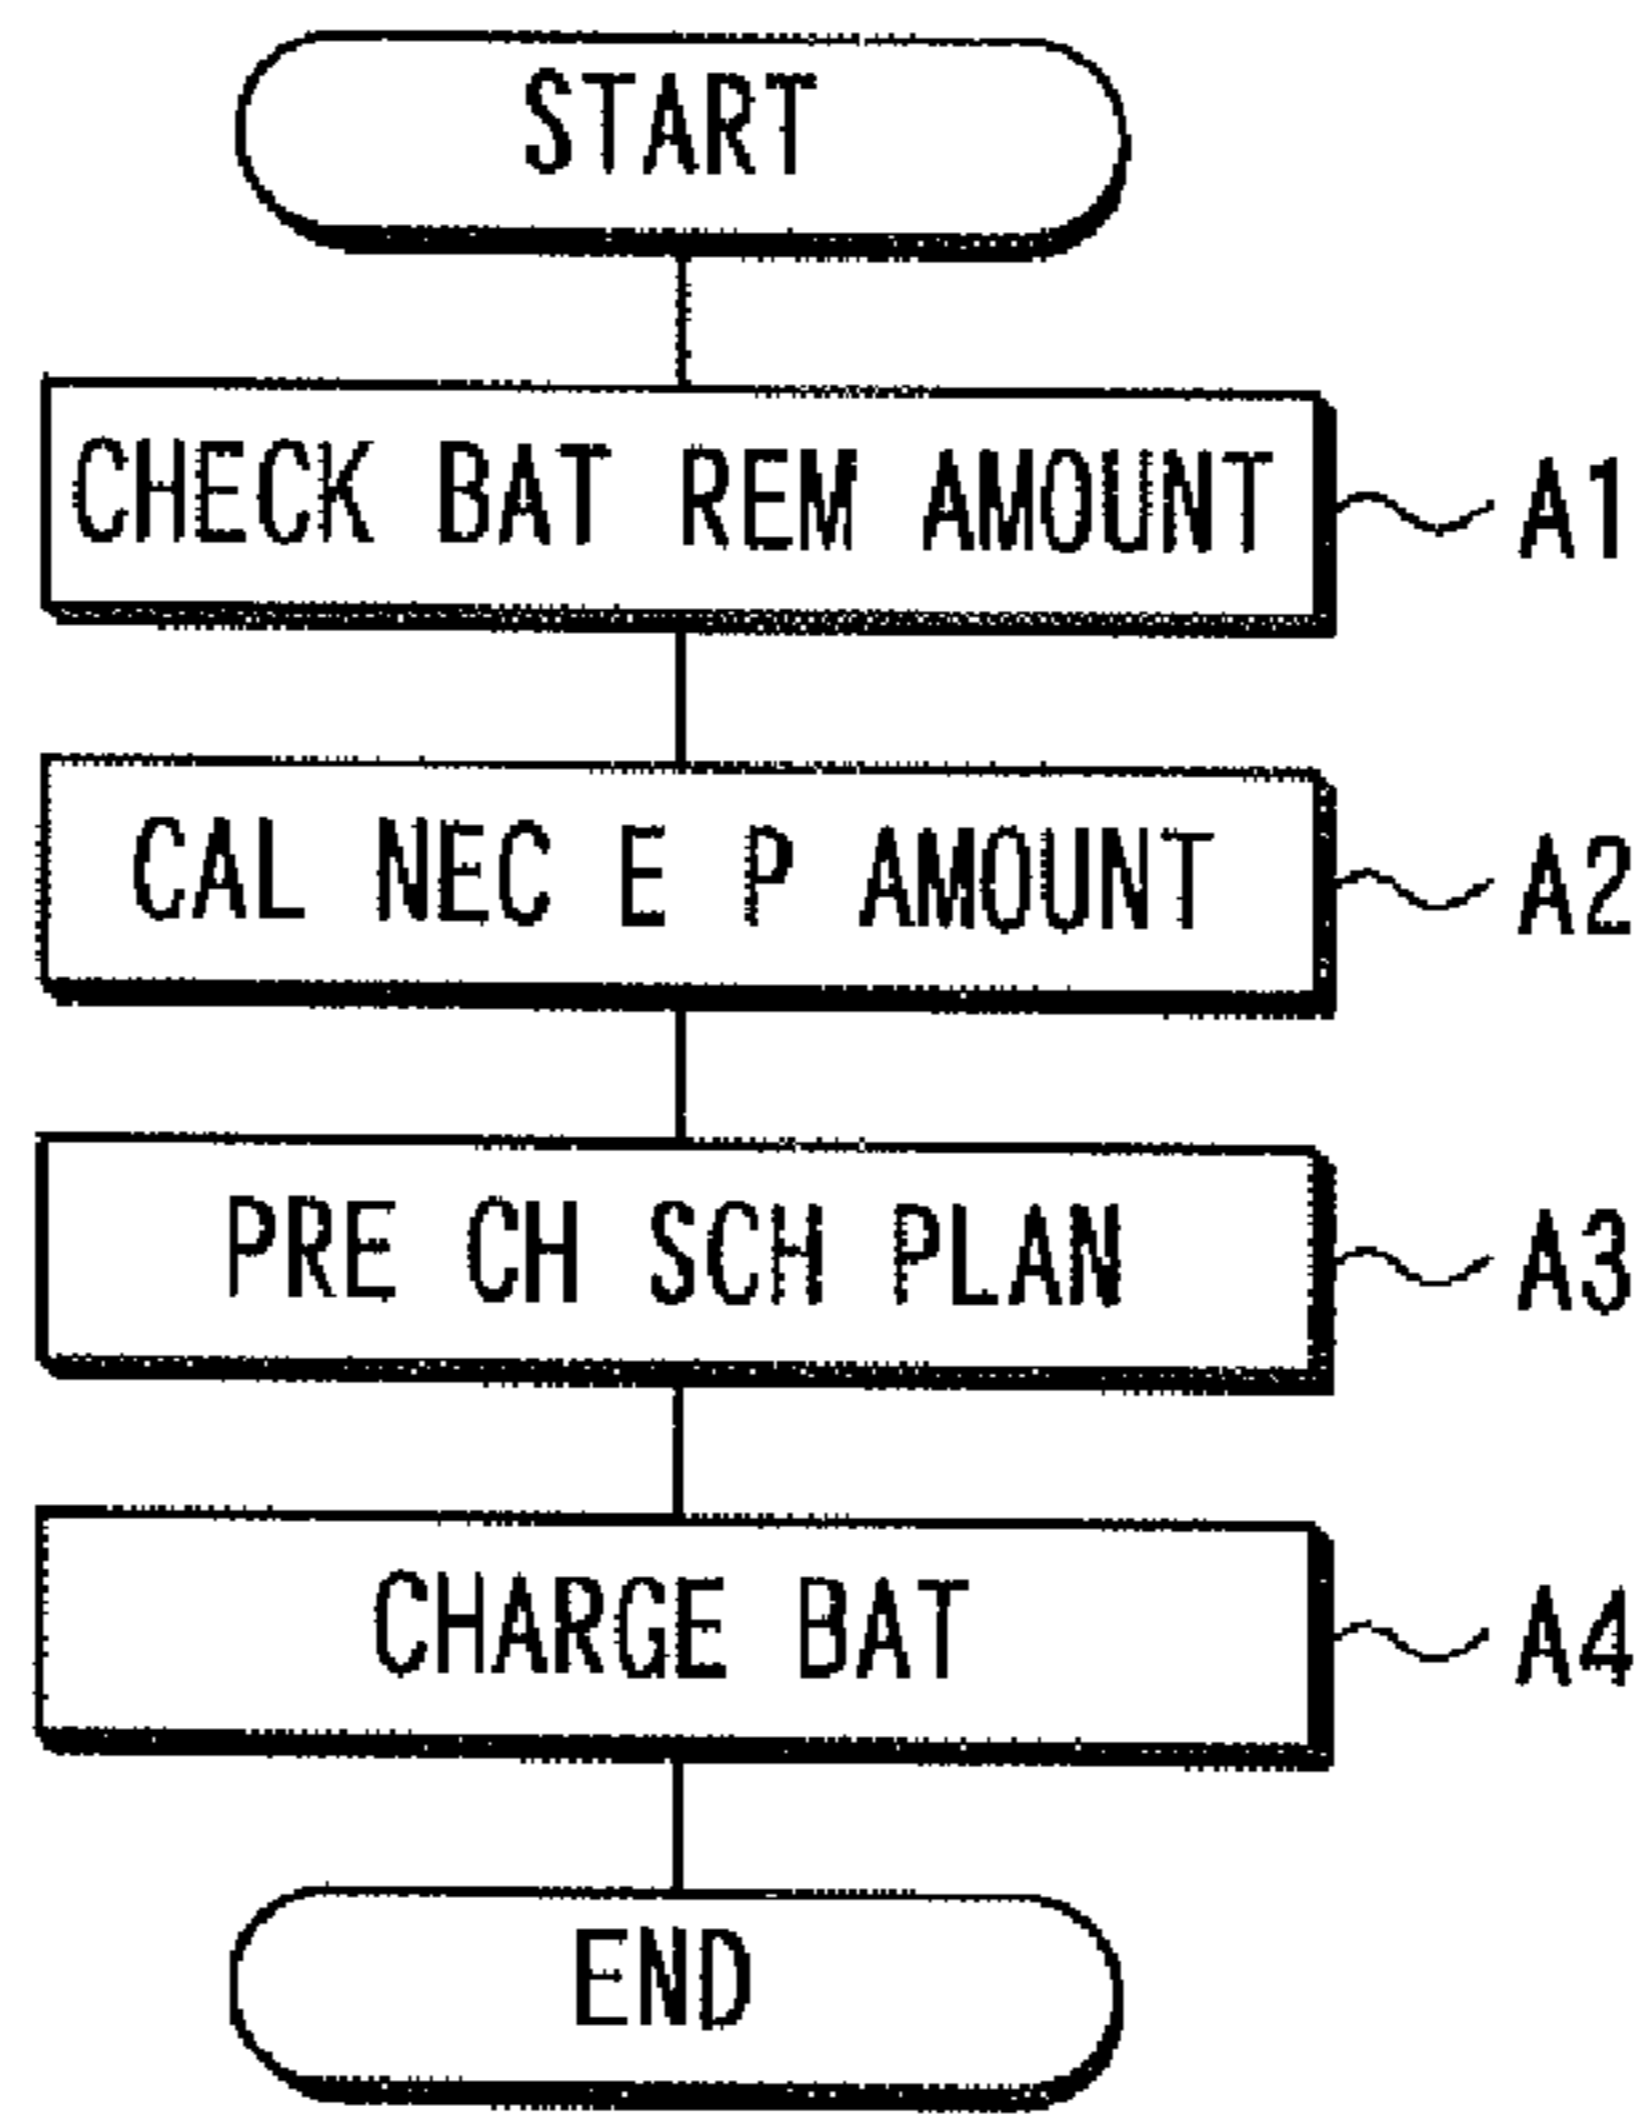 START
CHECK BAT REM AMOUNT A1
CAL NEC E P AMOUNT A2
PRE CH SCH PLAN A3
CHARGE BAT A4
END